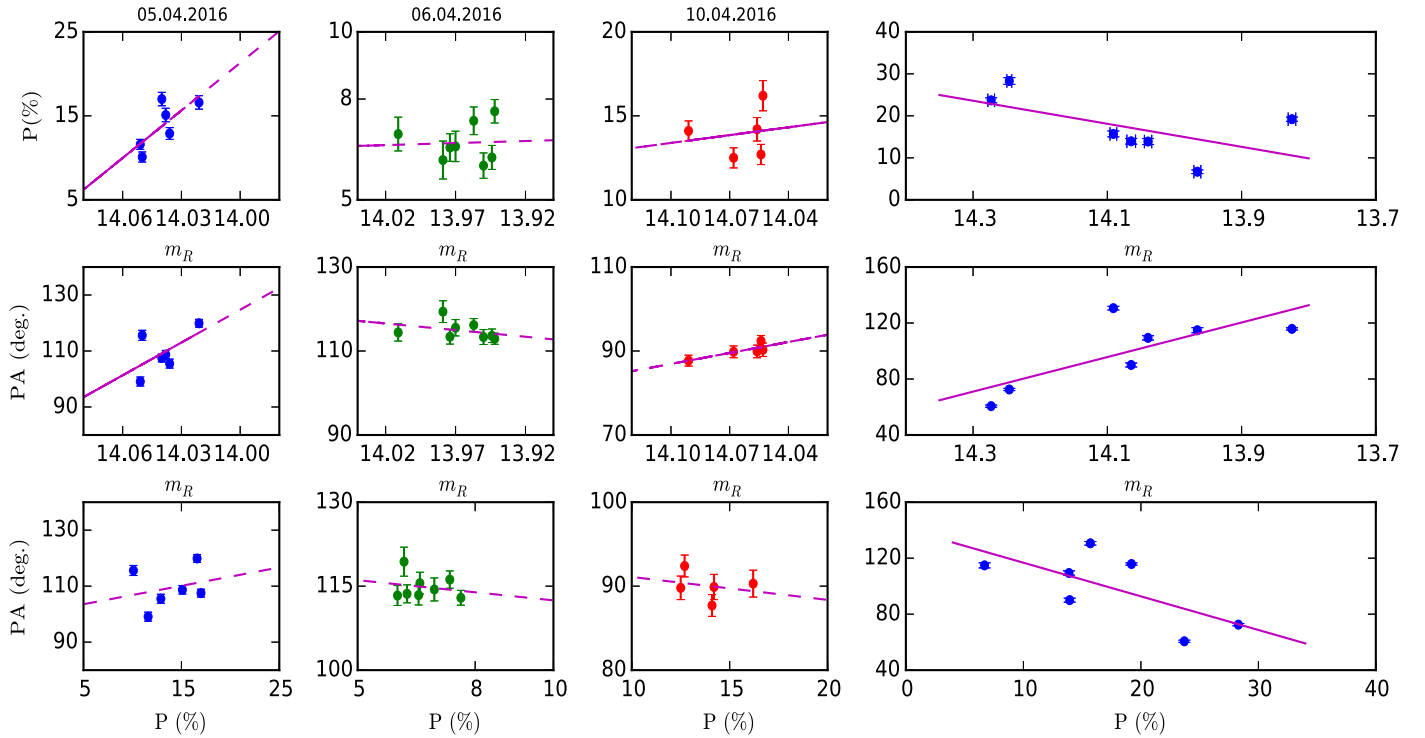 05.04.2016 06.04.2016 10.04.2016
25 10 20 40
P(%) 15 8 14 30
20
10
5 5 10 0
14.06 14.03 14.00 14.02 13.97 13.92 14.10 14.07 14.04 14.3 14.1 13.9 13.7
m_R m_R m_R
130 130 110 160
PA (deg.) 110 110 90 120
90 80
90 70 40
14.06 14.03 14.00 14.02 13.97 13.92 14.10 14.07 14.04 14.3 14.1 13.9 13.7
m_R m_R m_R
130 130 100 160
PA (deg.) 110 115 90 120
90 80
100 80 40
5 15 25 5 8 10 10 15 20 0 10 20 30 40
P (%) P (%) P (%) P (%)